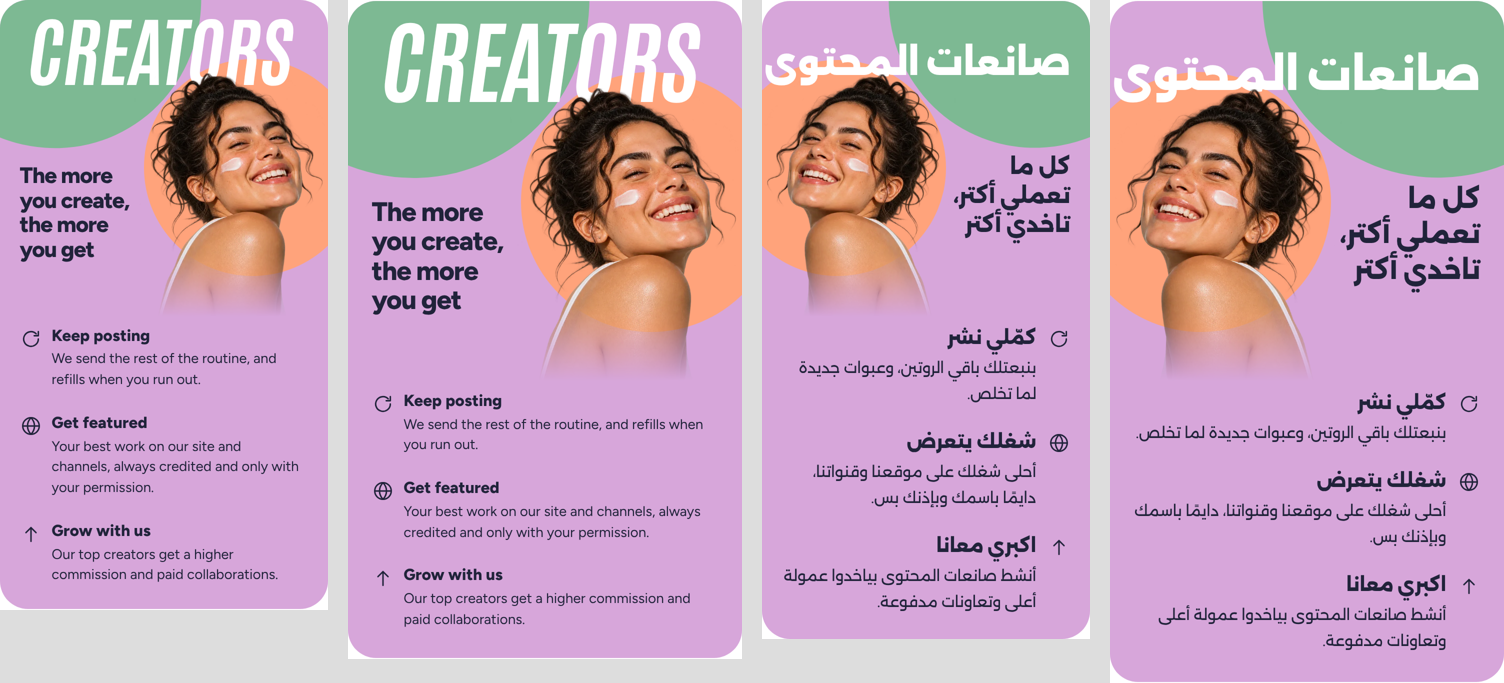 CREATORS
The more
you create,
the more
you get
Keep posting
We send the rest of the routine, and
refills when you run out.
Get featured
Your best work on our site and
channels, always credited and only with
your permission.
Grow with us
Our top creators get a higher
commission and paid collaborations.
CREATORS
The more
you create,
the more
you get
Keep posting
We send the rest of the routine, and refills when
you run out.
Get featured
Your best work on our site and channels, always
credited and only with your permission.
Grow with us
Our top creators get a higher commission and
paid collaborations.
صانعات المحتوى
كل ما
تعملي أكتر،
تاخدي أكتر
كمّلي نشر
بنبعتلك باقي الروتين، وعبوات جديدة
لما تخلص.
شغلك يتعرض
أحلى شغلك على موقعنا وقنواتنا،
دايمًا باسمك وبإذنك بس.
اكبري معانا
أنشط صانعات المحتوى بياخدوا عمولة
أعلى وتعاونات مدفوعة.
صانعات المحتوى
كل ما
تعملي أكتر،
تاخدي أكتر
كمّلي نشر
بنبعتلك باقي الروتين، وعبوات جديدة لما تخلص.
شغلك يتعرض
أحلى شغلك على موقعنا وقنواتنا، دايمًا باسمك
وبإذنك بس.
اكبري معانا
أنشط صانعات المحتوى بياخدوا عمولة أعلى
وتعاونات مدفوعة.